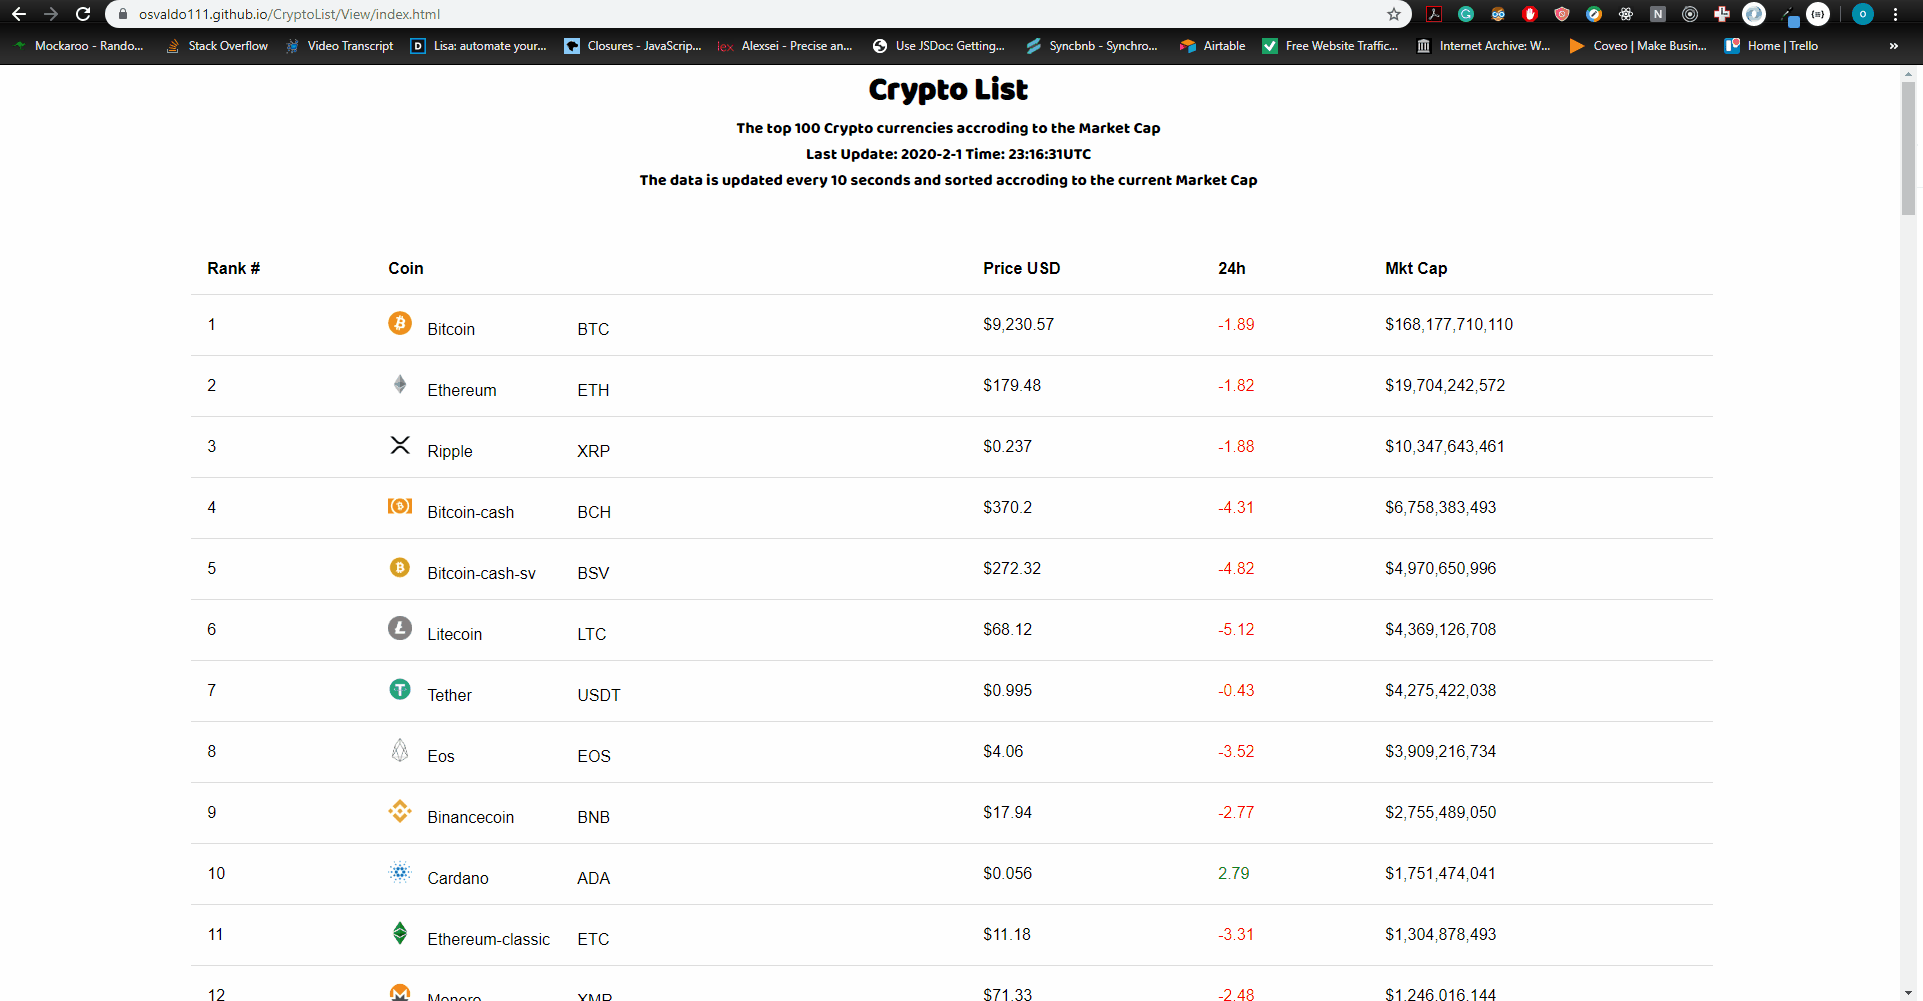 osvaldo111.github.io/CryptoList/View/index.html
Mockaroo - Rando... Stack Overflow Video Transcript Lisa: automate your... Closures - JavaScrip... Alexsei - Precise an... Use JSDoc: Getting... Syncbnb - Synchro... Airtable Free Website Traffic... Internet Archive: W... Coveo | Make Busin... Home | Trello »
Crypto List
The top 100 Crypto currencies accroding to the Market Cap
Last Update: 2020-2-1 Time: 23:16:31UTC
The data is updated every 10 seconds and sorted accroding to the current Market Cap
Rank # Coin Price USD 24h Mkt Cap
1 Bitcoin BTC $9,230.57 -1.89 $168,177,710,110
2 Ethereum ETH $179.48 -1.82 $19,704,242,572
3 Ripple XRP $0.237 -1.88 $10,347,643,461
4 Bitcoin-cash BCH $370.2 -4.31 $6,758,383,493
5 Bitcoin-cash-sv BSV $272.32 -4.82 $4,970,650,996
6 Litecoin LTC $68.12 -5.12 $4,369,126,708
7 Tether USDT $0.995 -0.43 $4,275,422,038
8 Eos EOS $4.06 -3.52 $3,909,216,734
9 Binancecoin BNB $17.94 -2.77 $2,755,489,050
10 Cardano ADA $0.056 2.79 $1,751,474,041
11 Ethereum-classic ETC $11.18 -3.31 $1,304,878,493
12 Monero XMR $71.33 -2.48 $1,246,016,144